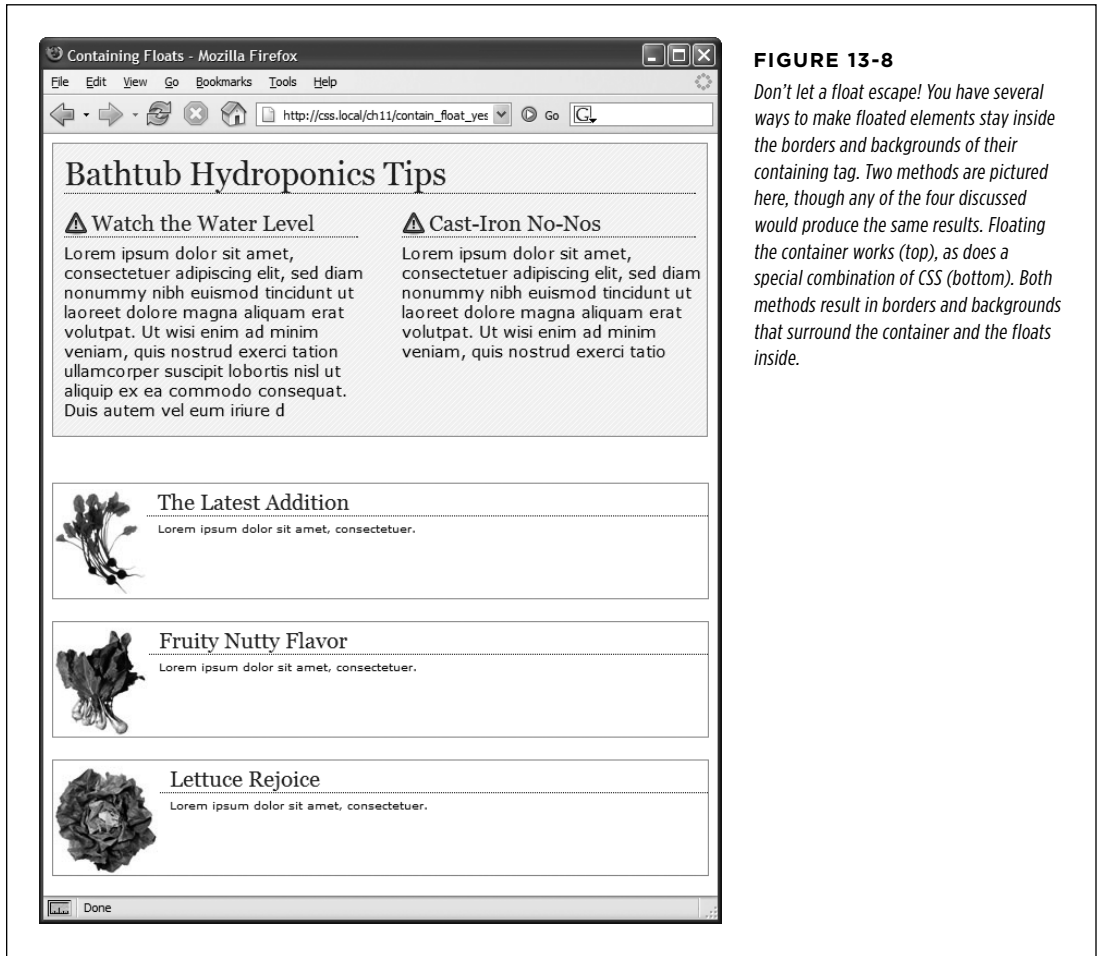 Containing Floats - Mozilla Firefox
File Edit View Go Bookmarks Tools Help
http://css.local/ch11/contain_float_yes Go G
Bathtub Hydroponics Tips
Watch the Water Level
Lorem ipsum dolor sit amet,
consectetuer adipiscing elit, sed diam
nonummy nibh euismod tincidunt ut
laoreet dolore magna aliquam erat
volutpat. Ut wisi enim ad minim
veniam, quis nostrud exerci tation
ullamcorper suscipit lobortis nisl ut
aliquip ex ea commodo consequat.
Duis autem vel eum iriure d
Cast-Iron No-Nos
Lorem ipsum dolor sit amet,
consectetuer adipiscing elit, sed diam
nonummy nibh euismod tincidunt ut
laoreet dolore magna aliquam erat
volutpat. Ut wisi enim ad minim
veniam, quis nostrud exerci tatio
The Latest Addition
Lorem ipsum dolor sit amet, consectetuer.
Fruity Nutty Flavor
Lorem ipsum dolor sit amet, consectetuer.
Lettuce Rejoice
Lorem ipsum dolor sit amet, consectetuer.
Done
FIGURE 13-8
Don't let a float escape! You have several
ways to make floated elements stay inside
the borders and backgrounds of their
containing tag. Two methods are pictured
here, though any of the four discussed
would produce the same results. Floating
the container works (top), as does a
special combination of CSS (bottom). Both
methods result in borders and backgrounds
that surround the container and the floats
inside.